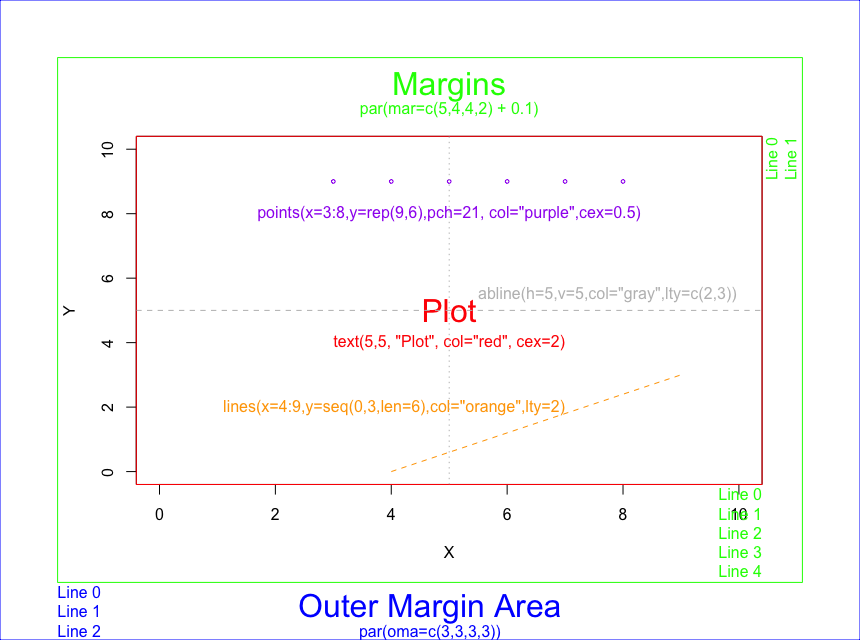 Margins
par(mar=c(5,4,4,2) + 0.1)
Line 0
Line 1
10
8
6
4
2
0
Y
points(x=3:8,y=rep(9,6),pch=21, col="purple",cex=0.5)
abline(h=5,v=5,col="gray",lty=c(2,3))
Plot
text(5,5, "Plot", col="red", cex=2)
lines(x=4:9,y=seq(0,3,len=6),col="orange",lty=2)
0
2
4
6
8
10
X
Line 0
Line 1
Line 2
Line 3
Line 4
Line 0
Line 1
Line 2
Outer Margin Area
par(oma=c(3,3,3,3))